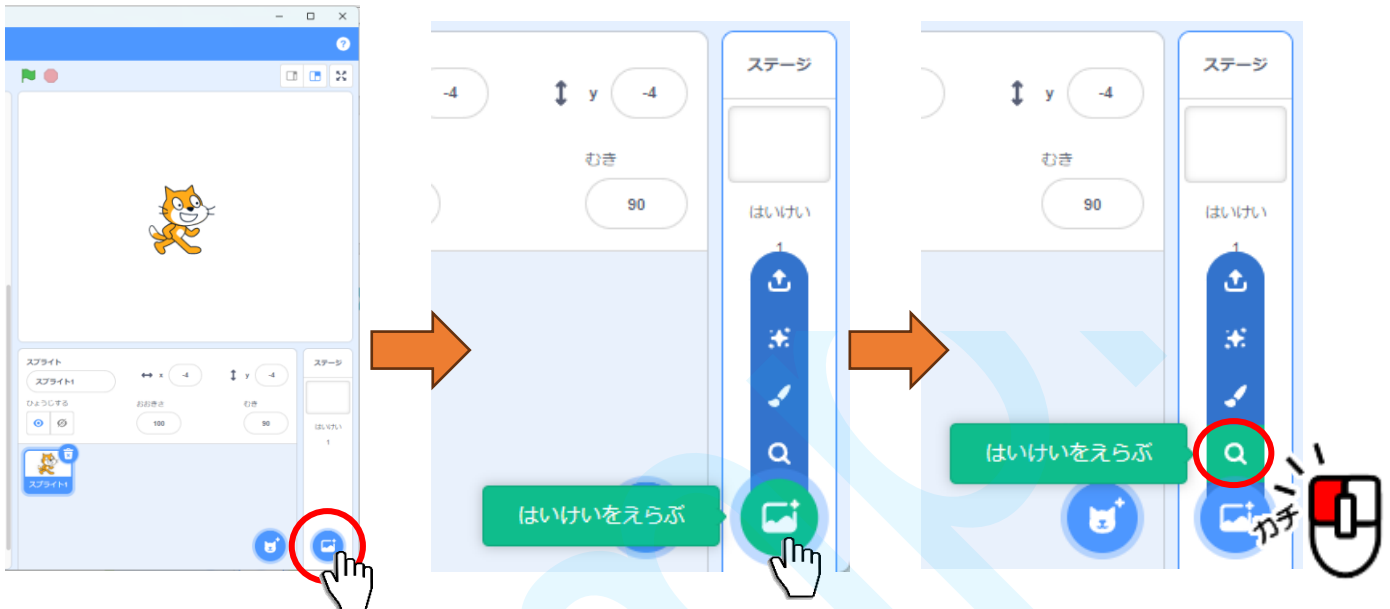 ?
スプライト
スプライト1
↔ x -4
↕ y -4
ひょうじする
おおきさ
100
むき
90
スプライト1
ステージ
はいけい
1
-4
↕ y -4
むき
90
ステージ
はいけい
1
はいけいをえらぶ
↕ y -4
むき
90
ステージ
はいけい
1
はいけいをえらぶ
カチ